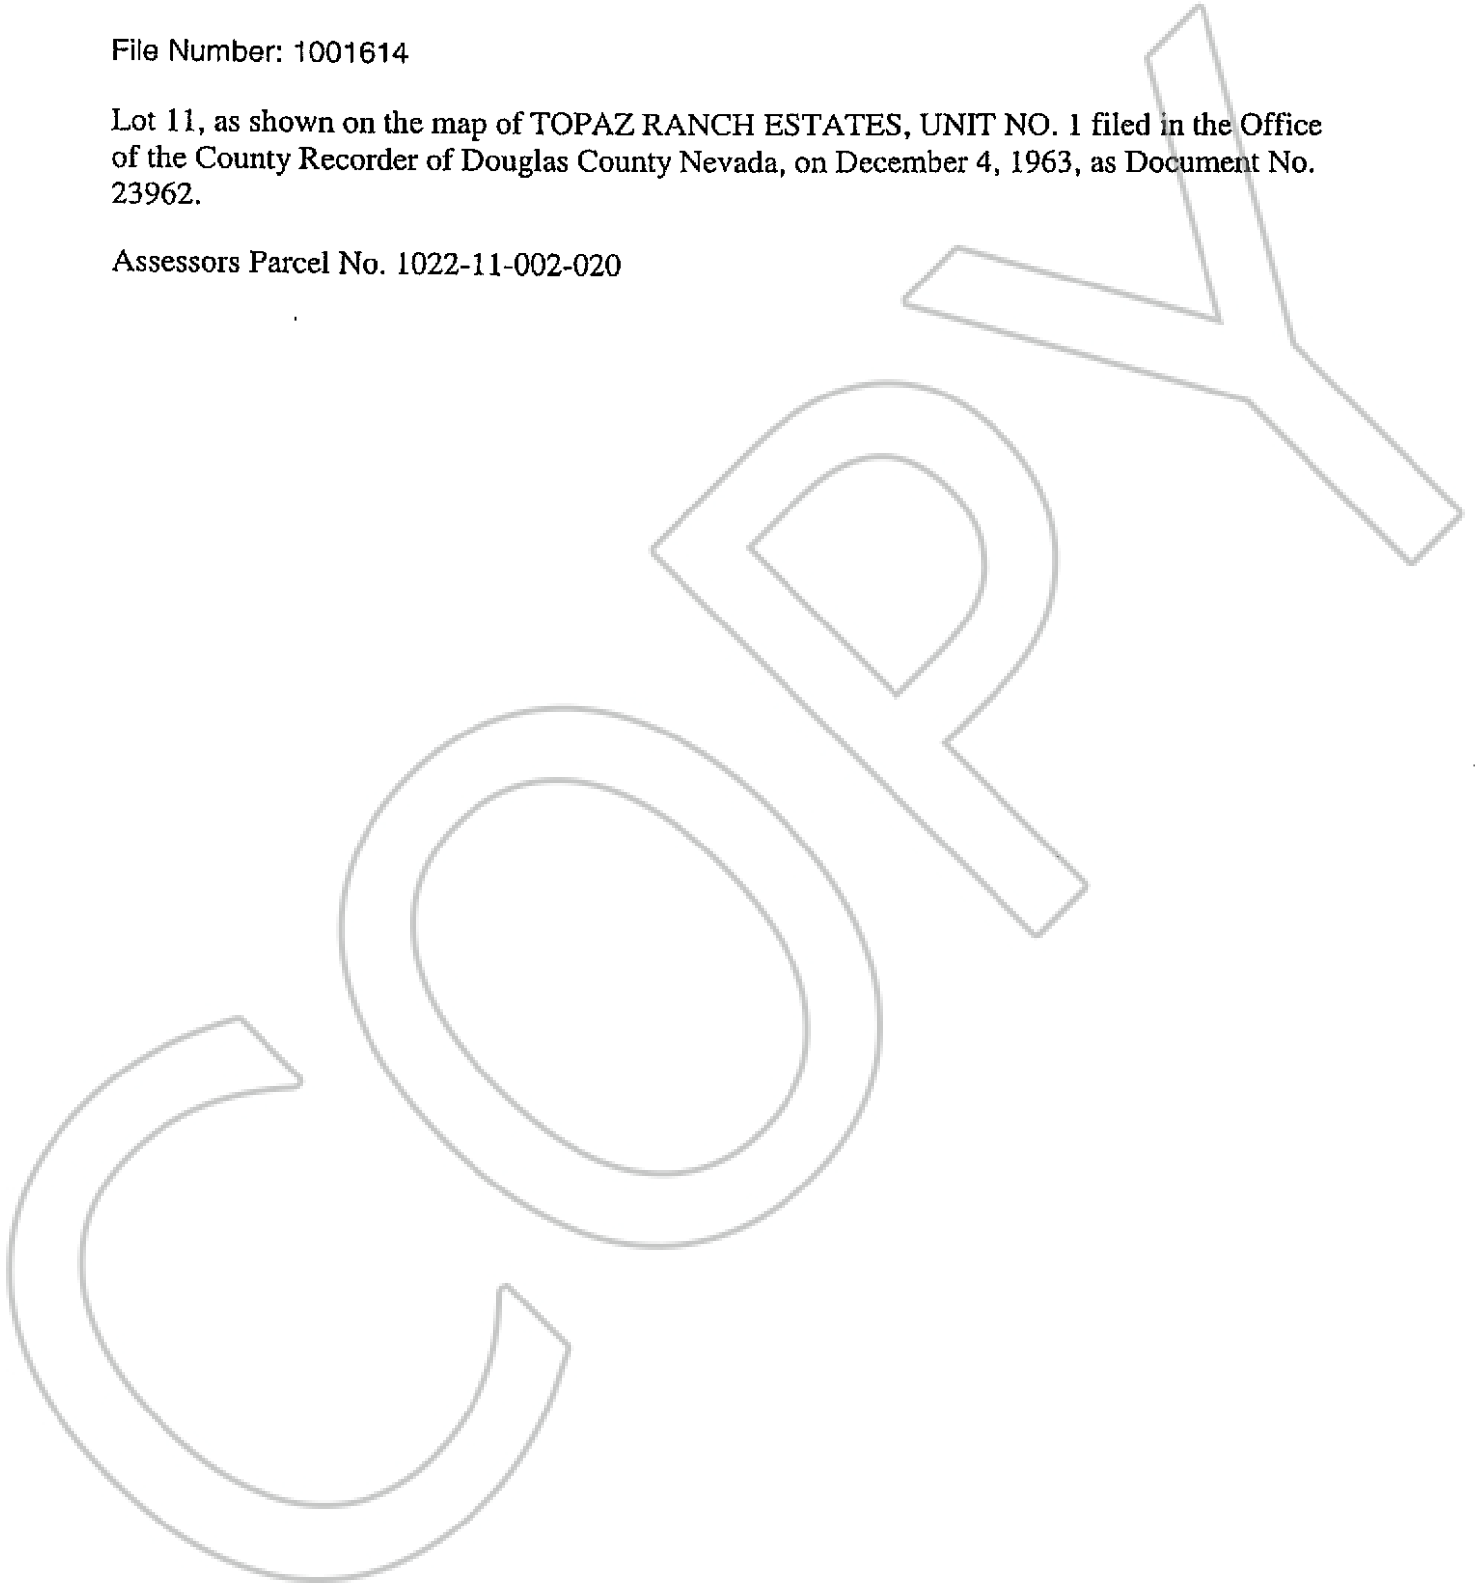 File Number: 1001614
Lot 11, as shown on the map of TOPAZ RANCH ESTATES, UNIT NO. 1 filed in the Office
of the County Recorder of Douglas County Nevada, on December 4, 1963, as Document No.
23962.
Assessors Parcel No. 1022-11-002-020
COPY